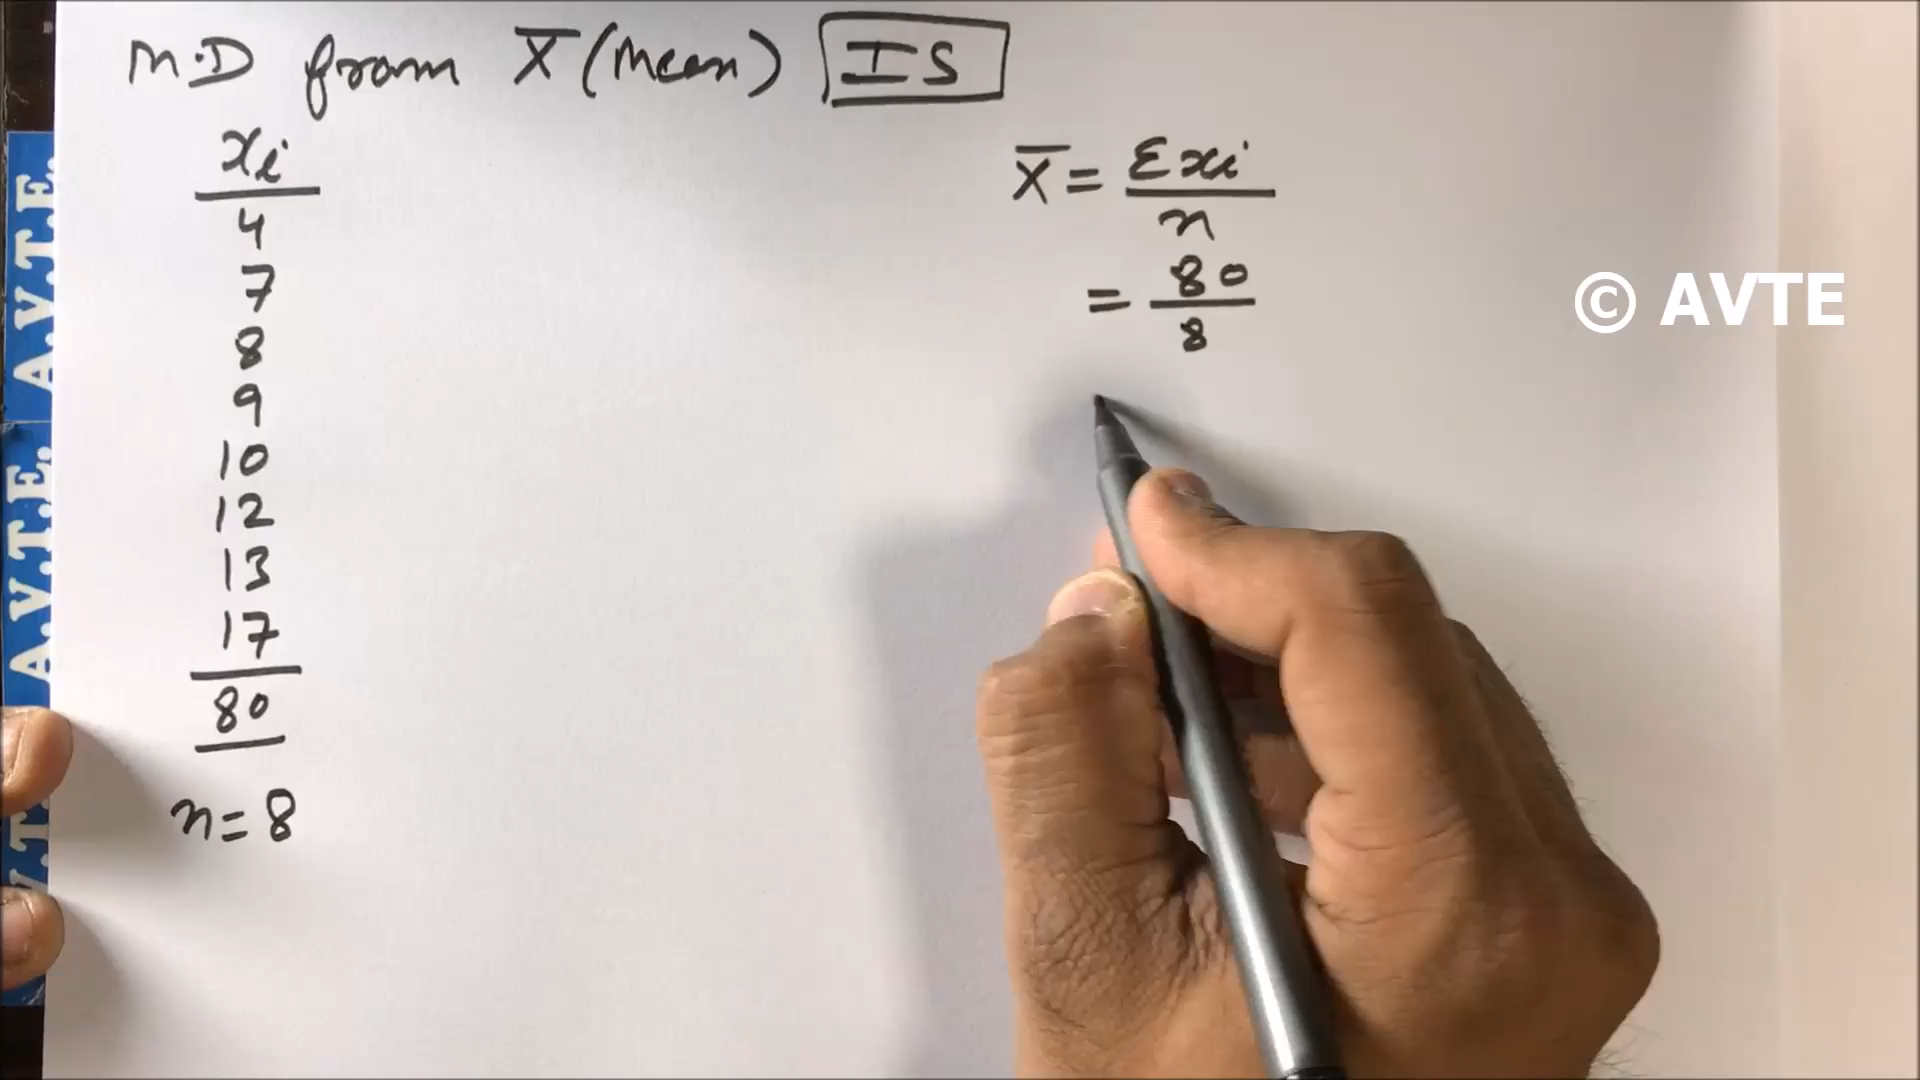 M.D from X̅ (Mean) IS
xi
4
7
8
9
10
12
13
17
80
n=8
X̅ = Σxi
n
= 80
8
© AVTE
A.V.T.E.
A.V.T.E.
V.T.